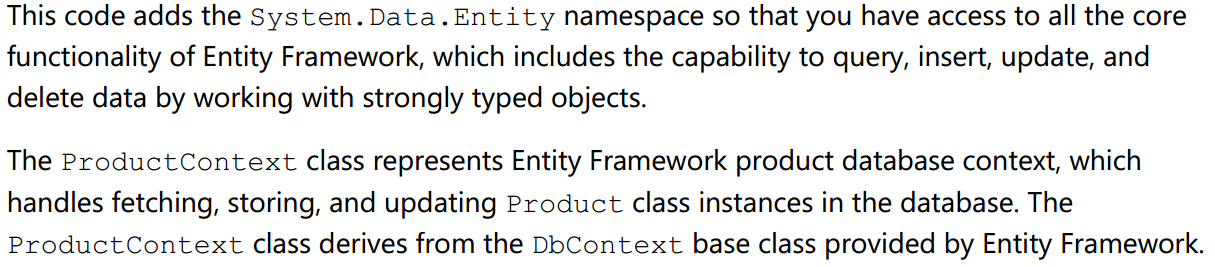 This code adds the System.Data.Entity namespace so that you have access to all the core
functionality of Entity Framework, which includes the capability to query, insert, update, and
delete data by working with strongly typed objects.
The ProductContext class represents Entity Framework product database context, which
handles fetching, storing, and updating Product class instances in the database. The
ProductContext class derives from the DbContext base class provided by Entity Framework.